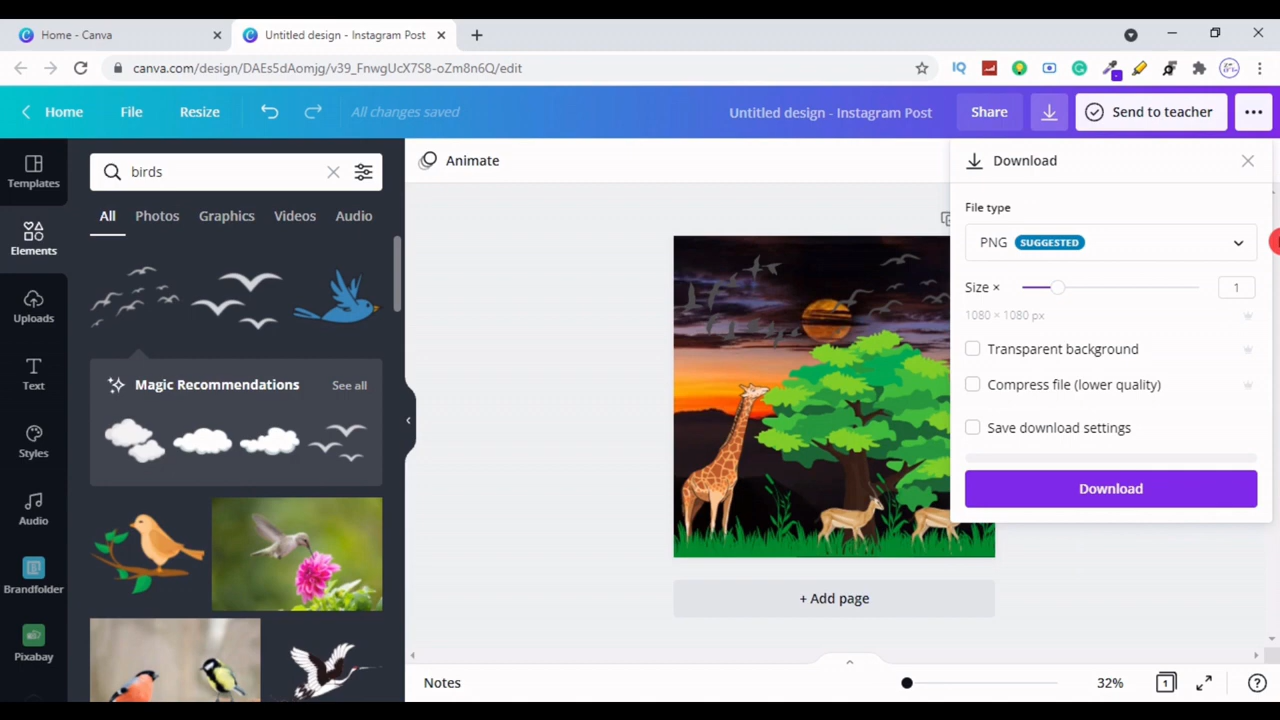 Home - Canva
Untitled design - Instagram Post
canva.com/design/DAEs5dAomjg/v39_FnwgUcX7S8-oZm8n6Q/edit
Home
File
Resize
All changes saved
Untitled design - Instagram Post
Share
Send to teacher
Templates
Elements
Uploads
Text
Styles
Audio
Brandfolder
Pixabay
birds
All
Photos
Graphics
Videos
Audio
Magic Recommendations
See all
Animate
Download
File type
PNG SUGGESTED
Size ×
1
1080 × 1080 px
Transparent background
Compress file (lower quality)
Save download settings
Download
+ Add page
Notes
32%
1